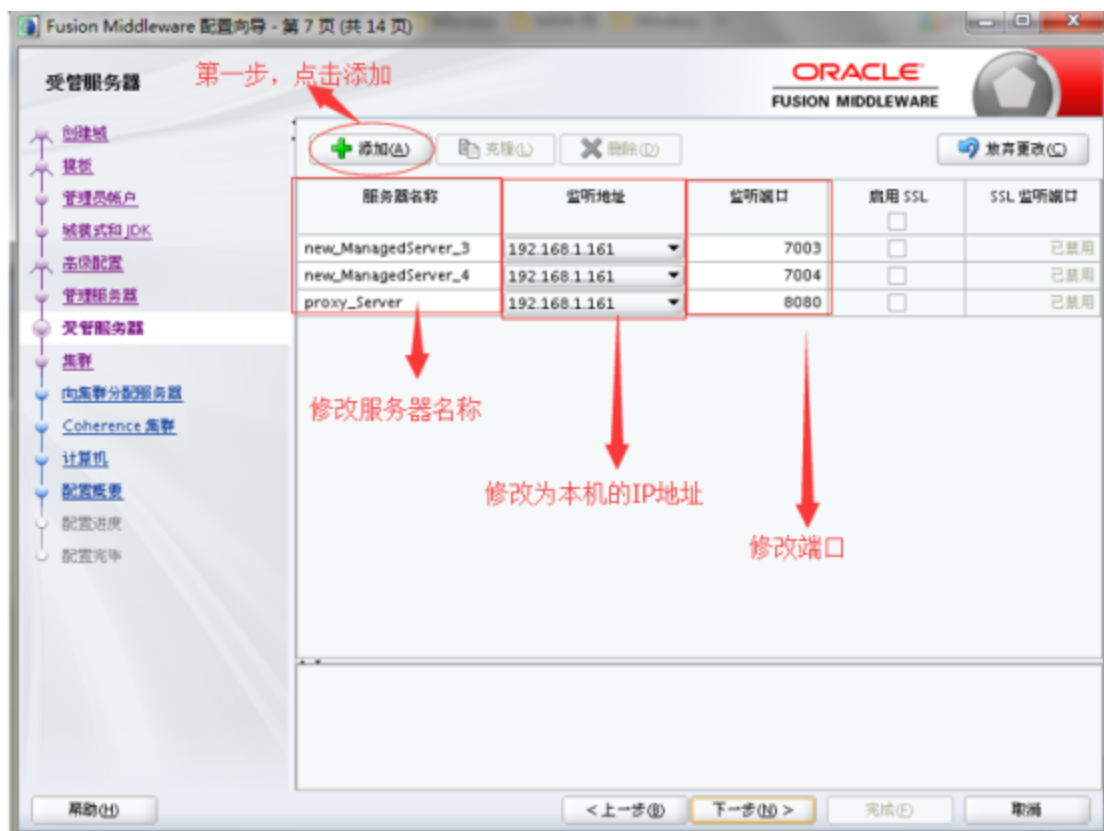 Fusion Middleware 配置向导 - 第 7 页 (共 14 页)
受管服务器
第一步，点击添加
ORACLE
FUSION MIDDLEWARE
创建域
模板
管理员帐户
域模式和 JDK
高级配置
管理服务器
受管服务器
集群
向集群分配服务器
Coherence 集群
计算机
配置概要
配置进度
配置完毕
添加(A) 克隆(L) 删除(D) 放弃更改(C)
服务器名称 监听地址 监听端口 启用 SSL SSL 监听端口
new_ManagedServer_3 192.168.1.161 7003 已禁用
new_ManagedServer_4 192.168.1.161 7004 已禁用
proxy_Server 192.168.1.161 8080 已禁用
修改服务器名称
修改为本机的IP地址
修改端口
帮助(H) <上一步(B) 下一步(N) > 完成(F) 取消